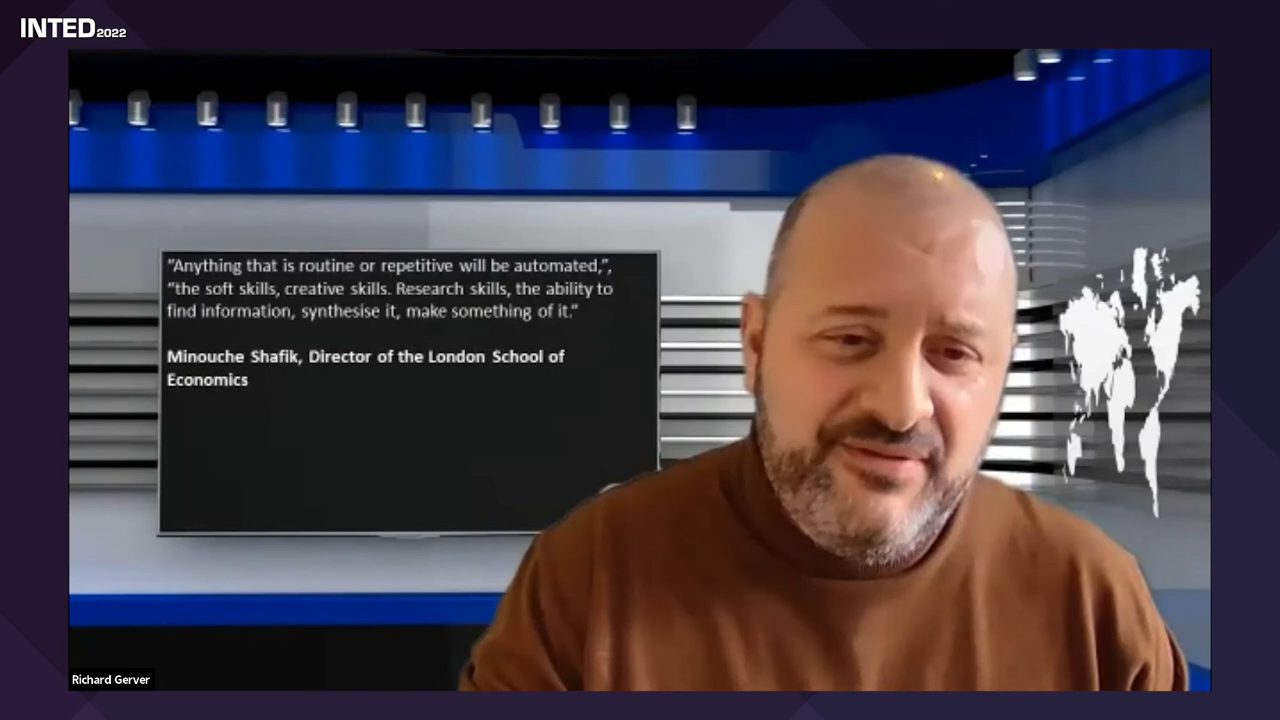 INTED2022
"Anything that is routine or repetitive will be automated,",
"the soft skills, creative skills. Research skills, the ability to
find information, synthesise it, make something of it."
Minouche Shafik, Director of the London School of
Economics
Richard Gerver